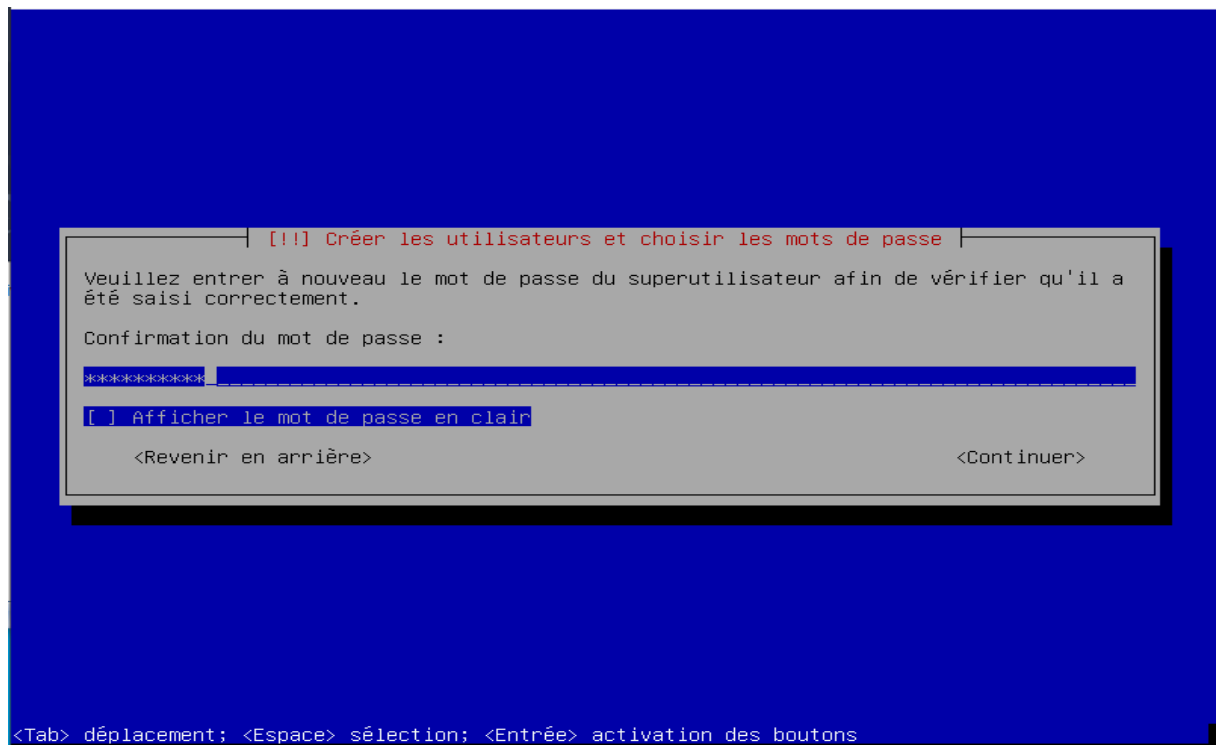 [!!] Créer les utilisateurs et choisir les mots de passe
Veuillez entrer à nouveau le mot de passe du superutilisateur afin de vérifier qu'il a
été saisi correctement.
Confirmation du mot de passe :
**********
[ ] Afficher le mot de passe en clair
<Revenir en arrière> <Continuer>
<Tab> déplacement; <Espace> sélection; <Entrée> activation des boutons